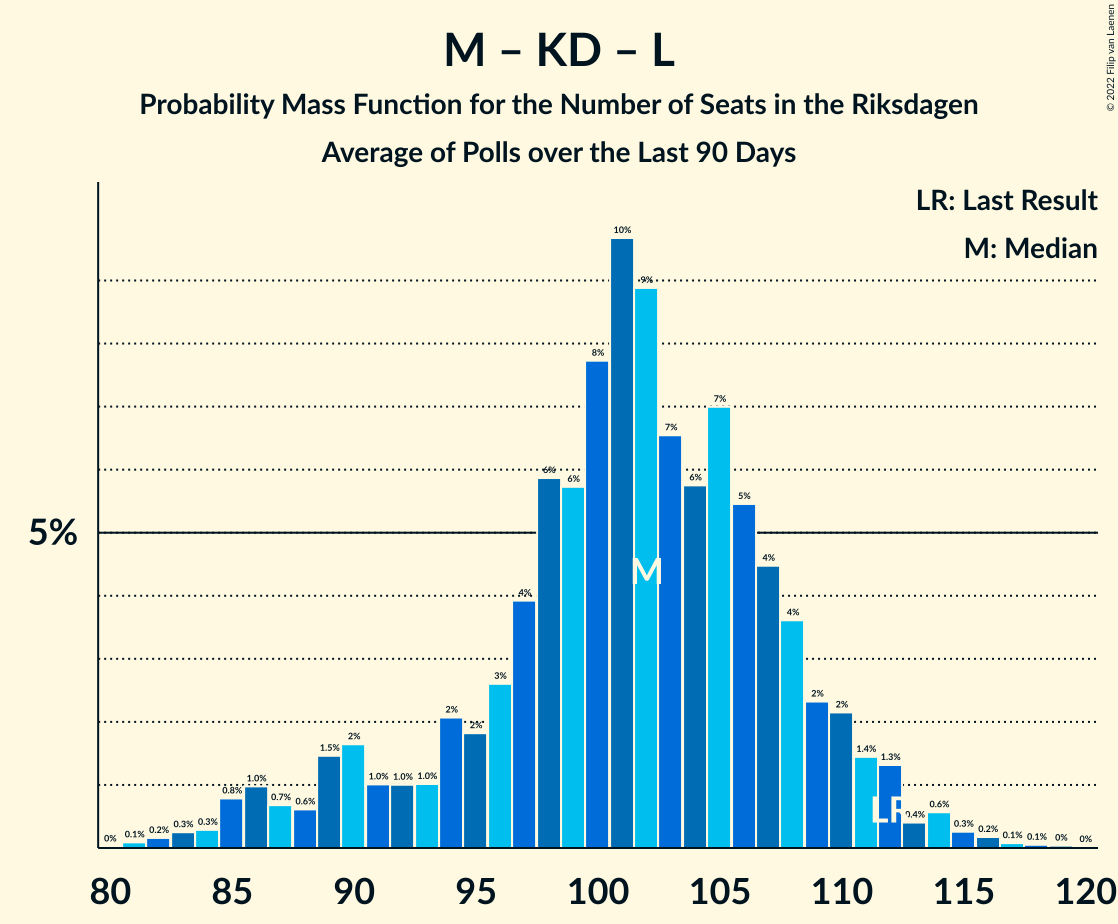 © 2022 Filip van Laenen
M – KD – L
Probability Mass Function for the Number of Seats in the Riksdagen
Average of Polls over the Last 90 Days
LR: Last Result
M: Median
5%
0% 0.1% 0.2% 0.3% 0.3% 0.8% 1.0% 0.7% 0.6% 1.5% 2% 1.0% 1.0% 1.0% 2% 2% 3% 4% 6% 6% 8% 10% 9% 7% 6% 7% 5% 4% 4% 2% 2% 1.4% 1.3% 0.4% 0.6% 0.3% 0.2% 0.1% 0.1% 0% 0%
M
LR
80 85 90 95 100 105 110 115 120